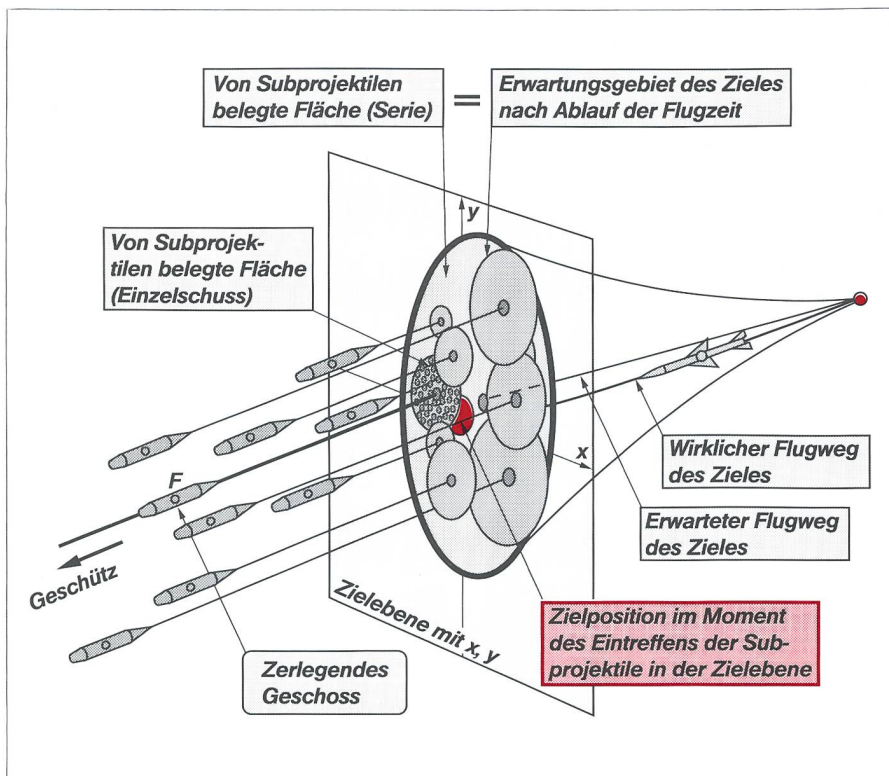 Von Subprojektilen
belegte Fläche (Serie)
=
Erwartungsgebiet des Zieles
nach Ablauf der Flugzeit
y
Von Subprojek-
tilen belegte Fläche
(Einzelschuss)
x
Wirklicher Flugweg
des Zieles
F
Erwarteter Flugweg
des Zieles
Geschütz
Zielebene mit x, y
Zielposition im Moment
des Eintreffens der Sub-
projektile in der Zielebene
Zerlegendes
Geschoss